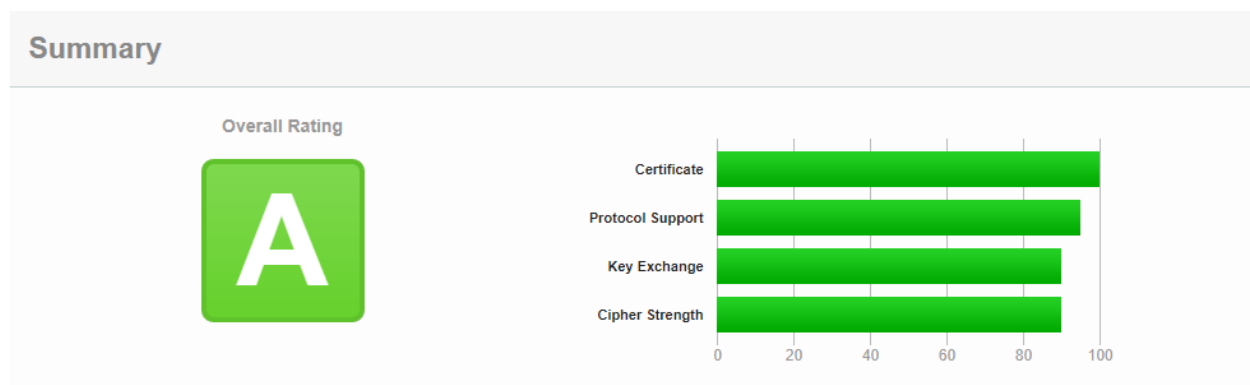 Summary
Overall Rating
A
Certificate
Protocol Support
Key Exchange
Cipher Strength
0 20 40 60 80 100